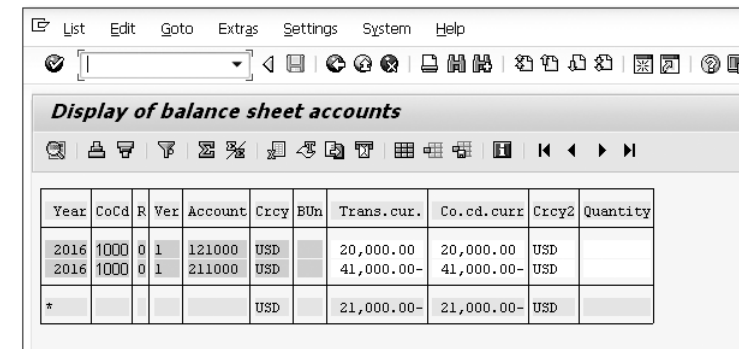 List Edit Goto Extras Settings System Help
Display of balance sheet accounts
Year CoCd R Ver Account Crcy BUn Trans.cur. Co.cd.curr Crcy2 Quantity
2016 1000 0 1 121000 USD 20,000.00 20,000.00 USD
2016 1000 0 1 211000 USD 41,000.00- 41,000.00- USD
* USD 21,000.00- 21,000.00- USD